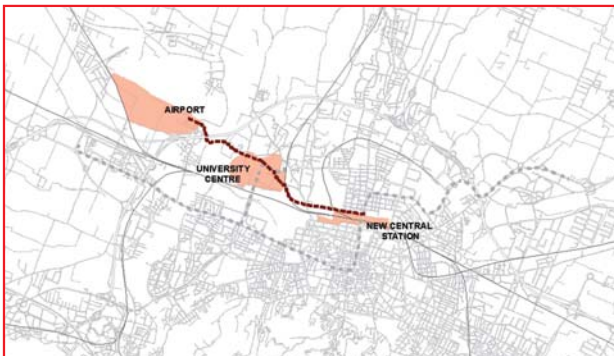 AIRPORT
UNIVERSITY
CENTRE
NEW CENTRAL
STATION